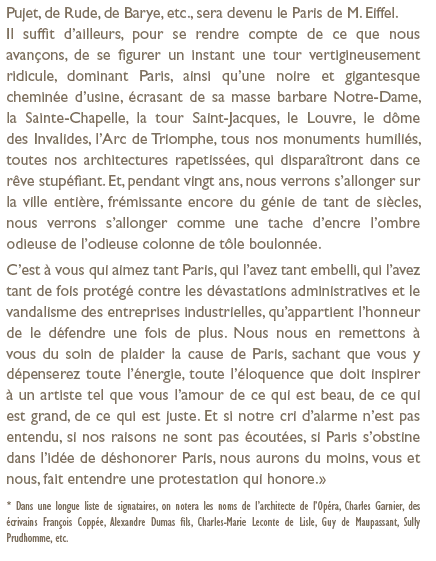 Pujet, de Rude, de Barye, etc., sera devenu le Paris de M. Eiffel.
Il suffit d'ailleurs, pour se rendre compte de ce que nous
avançons, de se figurer un instant une tour vertigineusement
ridicule, dominant Paris, ainsi qu'une noire et gigantesque
cheminée d'usine, écrasant de sa masse barbare Notre-Dame,
la Sainte-Chapelle, la tour Saint-Jacques, le Louvre, le dôme
des Invalides, l'Arc de Triomphe, tous nos monuments humiliés,
toutes nos architectures rapetissées, qui disparaîtront dans ce
rêve stupéfiant. Et, pendant vingt ans, nous verrons s'allonger sur
la ville entière, frémissante encore du génie de tant de siècles,
nous verrons s'allonger comme une tache d'encre l'ombre
odieuse de l'odieuse colonne de tôle boulonnée.
C'est à vous qui aimez tant Paris, qui l'avez tant embelli, qui l'avez
tant de fois protégé contre les dévastations administratives et le
vandalisme des entreprises industrielles, qu'appartient l'honneur
de le défendre une fois de plus. Nous nous en remettons à
vous du soin de plaider la cause de Paris, sachant que vous y
dépenserez toute l'énergie, toute l'éloquence que doit inspirer
à un artiste tel que vous l'amour de ce qui est beau, de ce qui
est grand, de ce qui est juste. Et si notre cri d'alarme n'est pas
entendu, si nos raisons ne sont pas écoutées, si Paris s'obstine
dans l'idée de déshonorer Paris, nous aurons du moins, vous et
nous, fait entendre une protestation qui honore.»
* Dans une longue liste de signataires, on notera les noms de l'architecte de l'Opéra, Charles Garnier, des
écrivains François Coppée, Alexandre Dumas fils, Charles-Marie Leconte de Lisle, Guy de Maupassant, Sully
Prudhomme, etc.